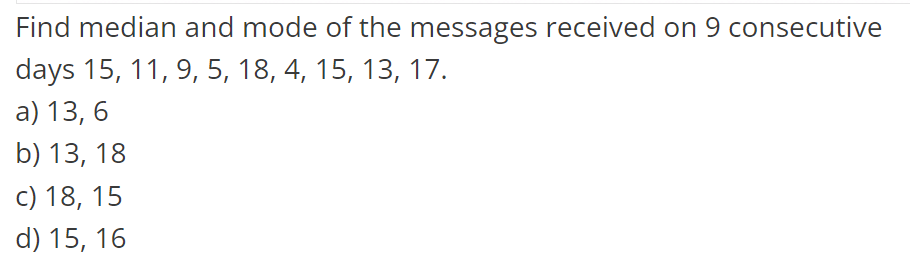 Find median and mode of the messages received on 9 consecutive
days 15, 11, 9, 5, 18, 4, 15, 13, 17.
a) 13, 6
b) 13, 18
c) 18, 15
d) 15, 16